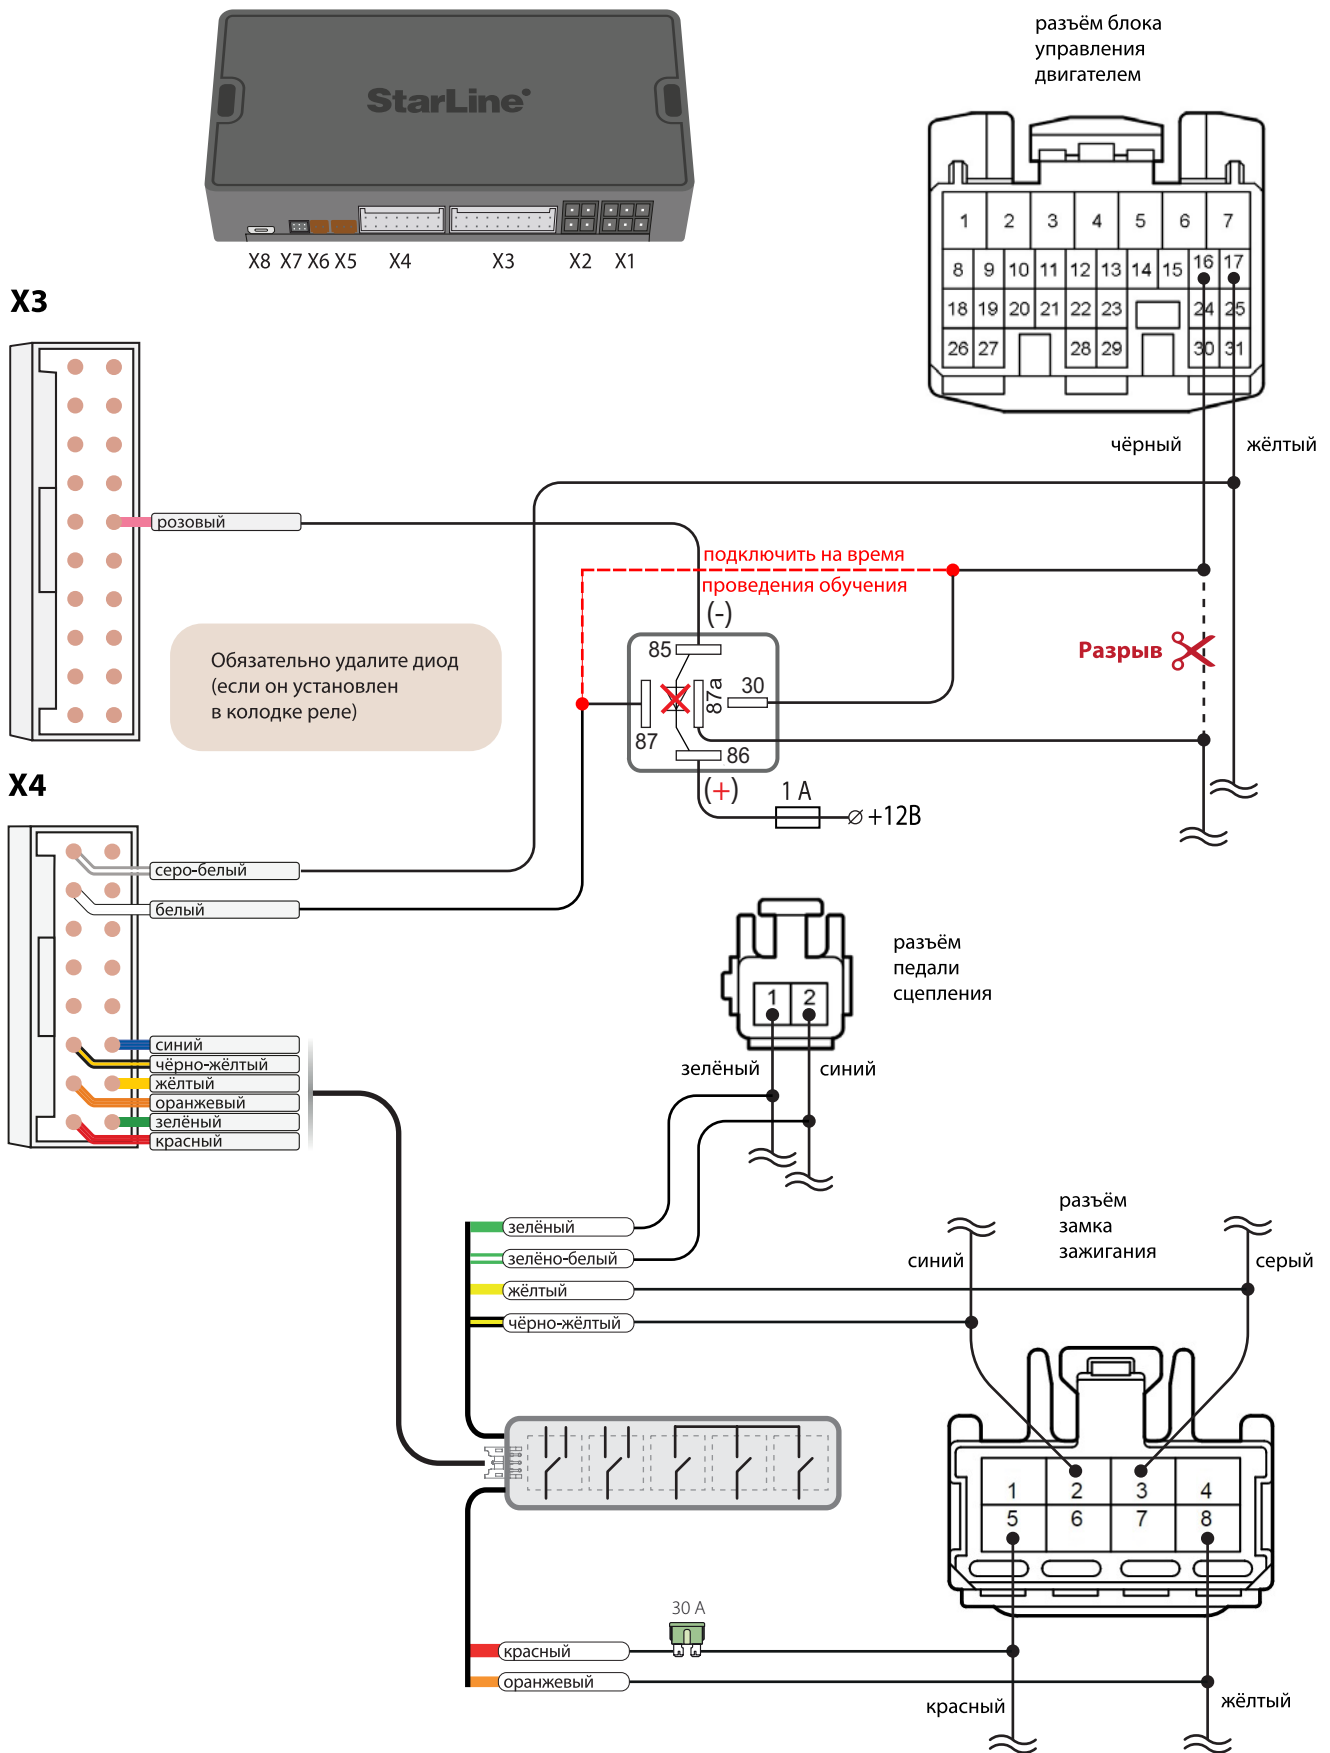 разъём блока
управления
двигателем
StarLine
X8 X7 X6 X5 X4 X3 X2 X1
1 2 3 4 5 6 7
8 9 10 11 12 13 14 15 16 17
18 19 20 21 22 23 24 25
26 27 28 29 30 31
чёрный жёлтый
X3
розовый
подключить на время
проведения обучения
(-)
85
87a
30
87
86
(+)
1 А
+12В
Разрыв
Обязательно удалите диод
(если он установлен
в колодке реле)
X4
серо-белый
белый
синий
чёрно-жёлтый
жёлтый
оранжевый
зелёный
красный
разъём
педали
сцепления
1 2
зелёный синий
разъём
замка
зажигания
синий серый
зелёный
зелёно-белый
жёлтый
чёрно-жёлтый
1 2 3 4
5 6 7 8
30 А
красный
оранжевый
красный жёлтый